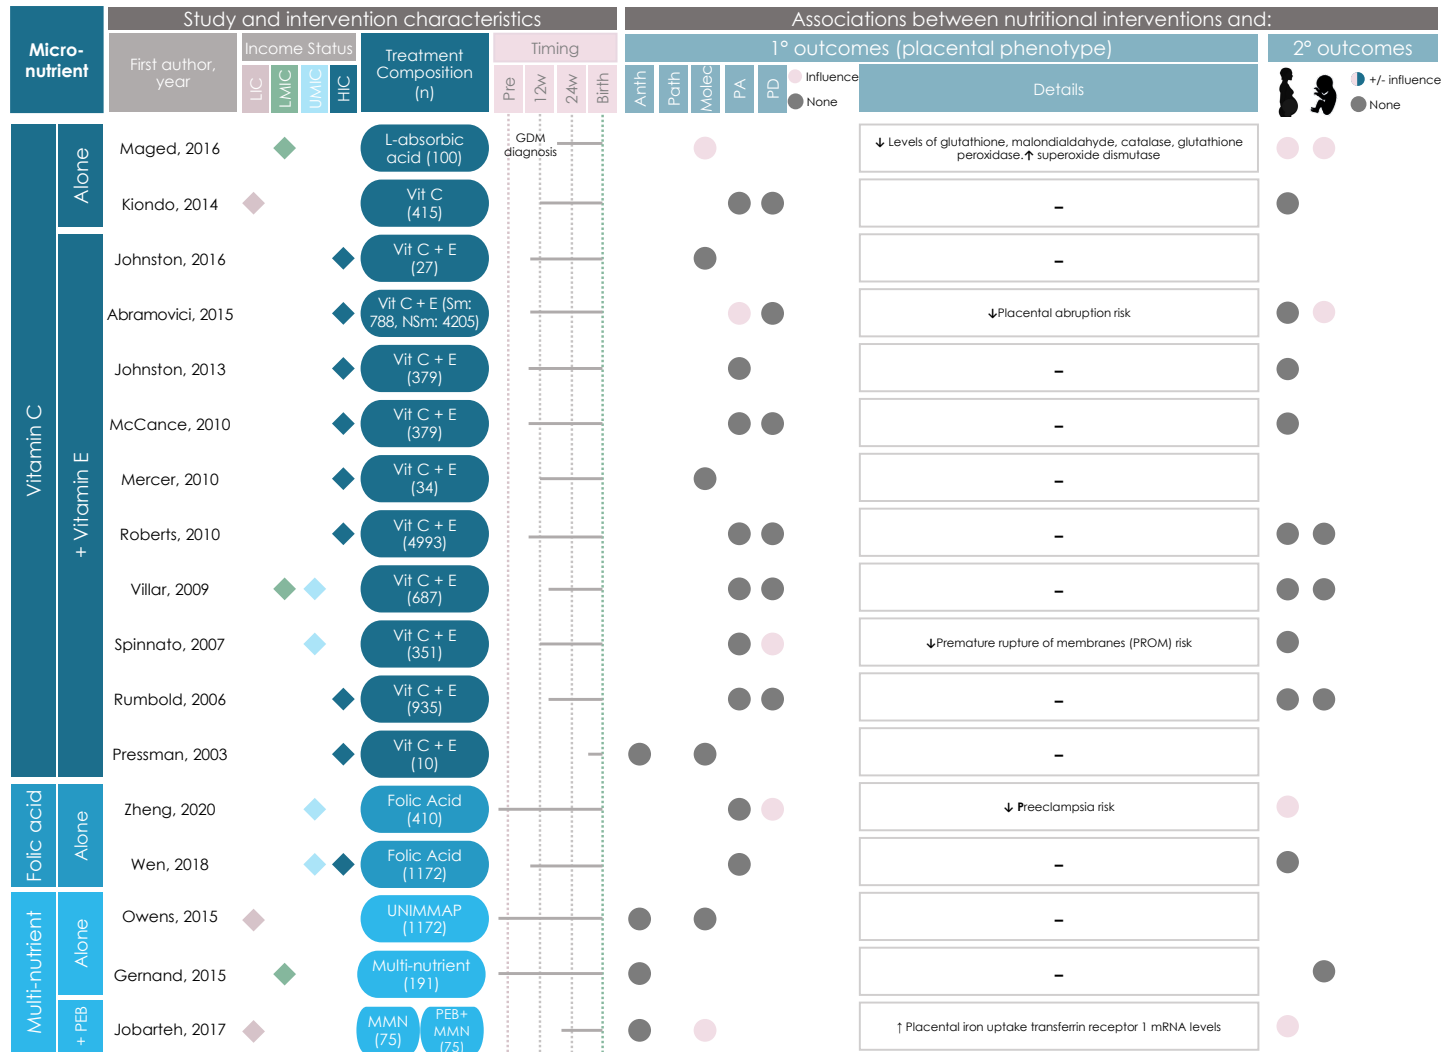 Study and intervention characteristics
Associations between nutritional interventions and:
Micro-
nutrient
First author,
year
Income Status
LIC
LMIC
UMIC
HIC
Treatment
Composition
(n)
Timing
Pre
12w
24w
Birth
1° outcomes (placental phenotype)
Anth
Path
Molec
PA
PD
Influence
None
Details
2° outcomes
+/- influence
None
Vitamin C
Alone
Maged, 2016
L-absorbic
acid (100)
GDM
diagnosis
↓ Levels of glutathione, malondialdahyde, catalase, glutathione
peroxidase.↑ superoxide dismutase
Kiondo, 2014
Vit C
(415)
–
+ Vitamin E
Johnston, 2016
Vit C + E
(27)
–
Abramovici, 2015
Vit C + E (Sm:
788, NSm: 4205)
↓Placental abruption risk
Johnston, 2013
Vit C + E
(379)
–
McCance, 2010
Vit C + E
(379)
–
Mercer, 2010
Vit C + E
(34)
–
Roberts, 2010
Vit C + E
(4993)
–
Villar, 2009
Vit C + E
(687)
–
Spinnato, 2007
Vit C + E
(351)
↓Premature rupture of membranes (PROM) risk
Rumbold, 2006
Vit C + E
(935)
–
Pressman, 2003
Vit C + E
(10)
–
Folic acid
Alone
Zheng, 2020
Folic Acid
(410)
↓ Preeclampsia risk
Wen, 2018
Folic Acid
(1172)
–
Multi-nutrient
Alone
Owens, 2015
UNIMMAP
(1172)
–
Gernand, 2015
Multi-nutrient
(191)
–
+ PEB
Jobarteh, 2017
MMN
(75)
PEB+
MMN
(75)
↑ Placental iron uptake transferrin receptor 1 mRNA levels